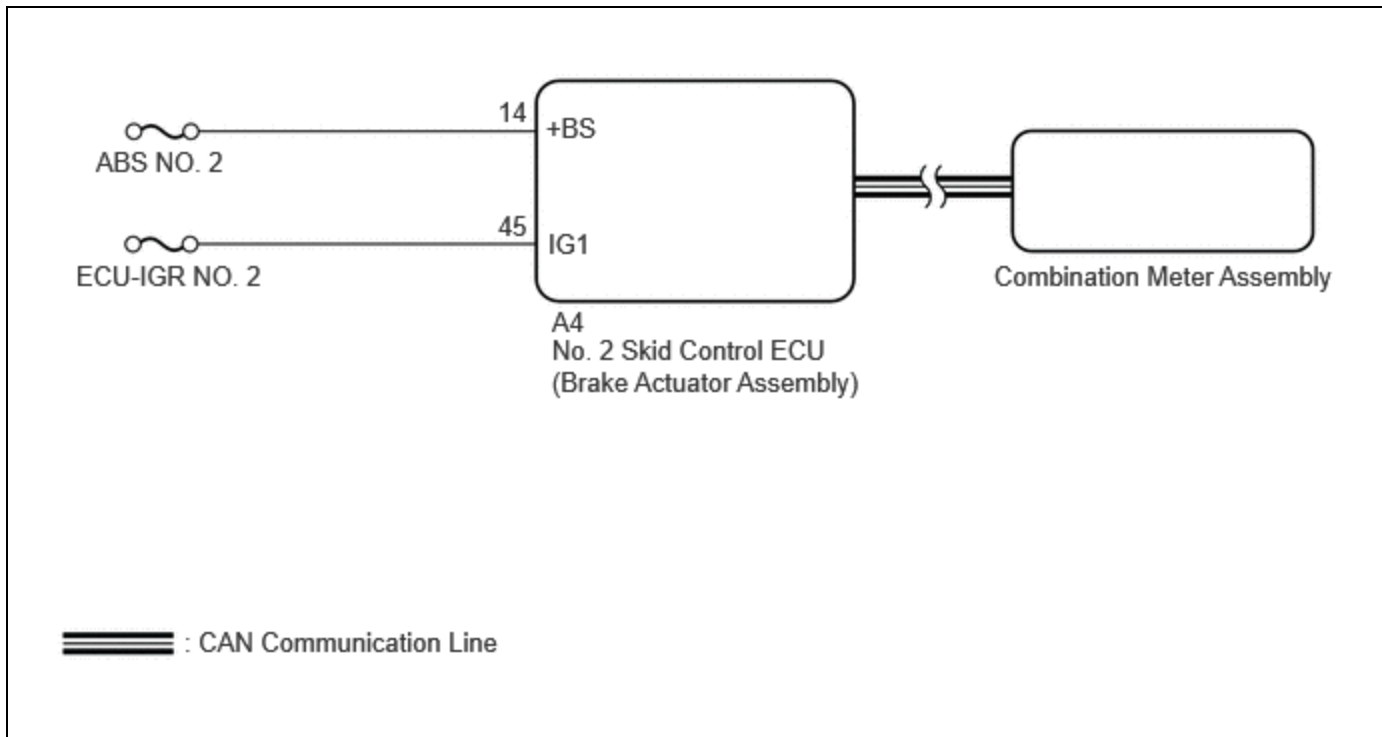 14
+BS
ABS NO. 2
45
IG1
ECU-IGR NO. 2
A4
No. 2 Skid Control ECU
(Brake Actuator Assembly)
Combination Meter Assembly
: CAN Communication Line